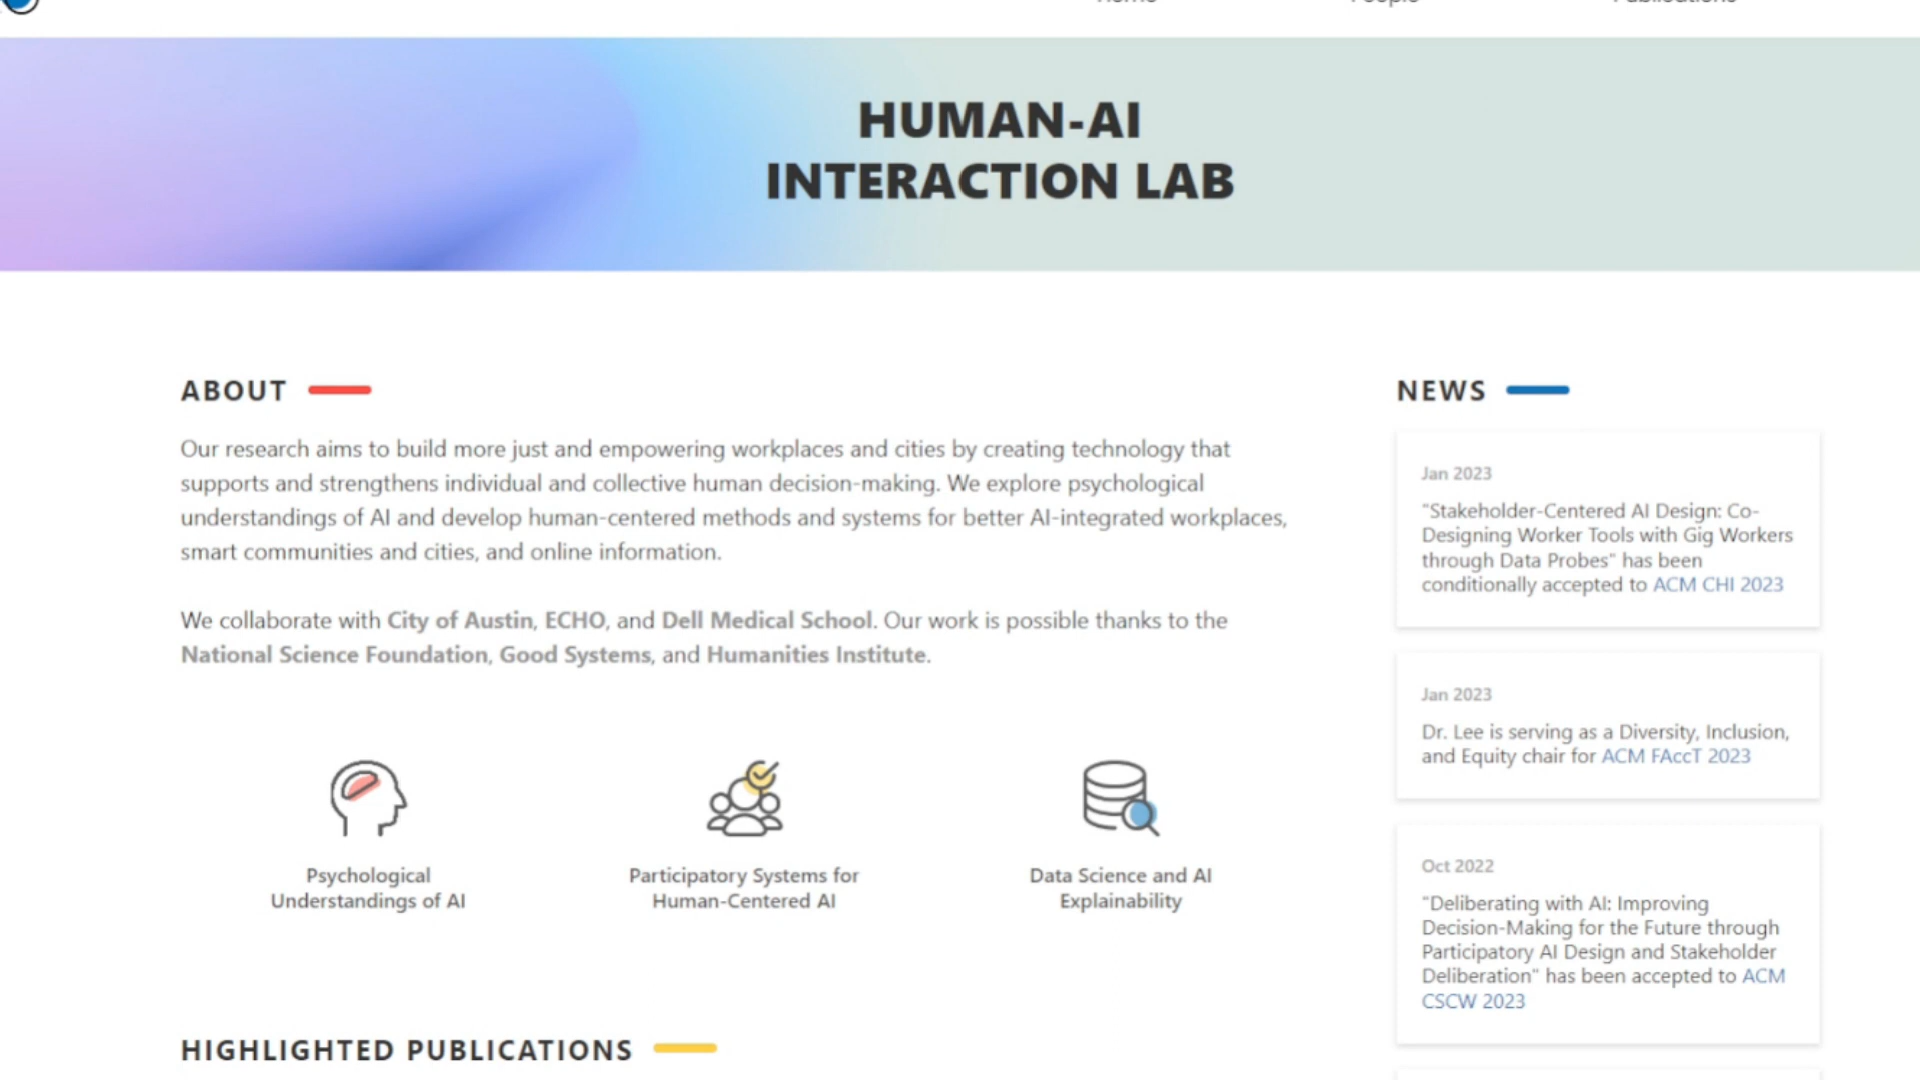 HUMAN-AI
INTERACTION LAB
ABOUT
Our research aims to build more just and empowering workplaces and cities by creating technology that
supports and strengthens individual and collective human decision-making. We explore psychological
understandings of AI and develop human-centered methods and systems for better AI-integrated workplaces,
smart communities and cities, and online information.
We collaborate with City of Austin, ECHO, and Dell Medical School. Our work is possible thanks to the
National Science Foundation, Good Systems, and Humanities Institute.
Psychological
Understandings of AI
Participatory Systems for
Human-Centered AI
Data Science and AI
Explainability
HIGHLIGHTED PUBLICATIONS
NEWS
Jan 2023
"Stakeholder-Centered AI Design: Co-
Designing Worker Tools with Gig Workers
through Data Probes" has been
conditionally accepted to ACM CHI 2023
Jan 2023
Dr. Lee is serving as a Diversity, Inclusion,
and Equity chair for ACM FAccT 2023
Oct 2022
"Deliberating with AI: Improving
Decision-Making for the Future through
Participatory AI Design and Stakeholder
Deliberation" has been accepted to ACM
CSCW 2023